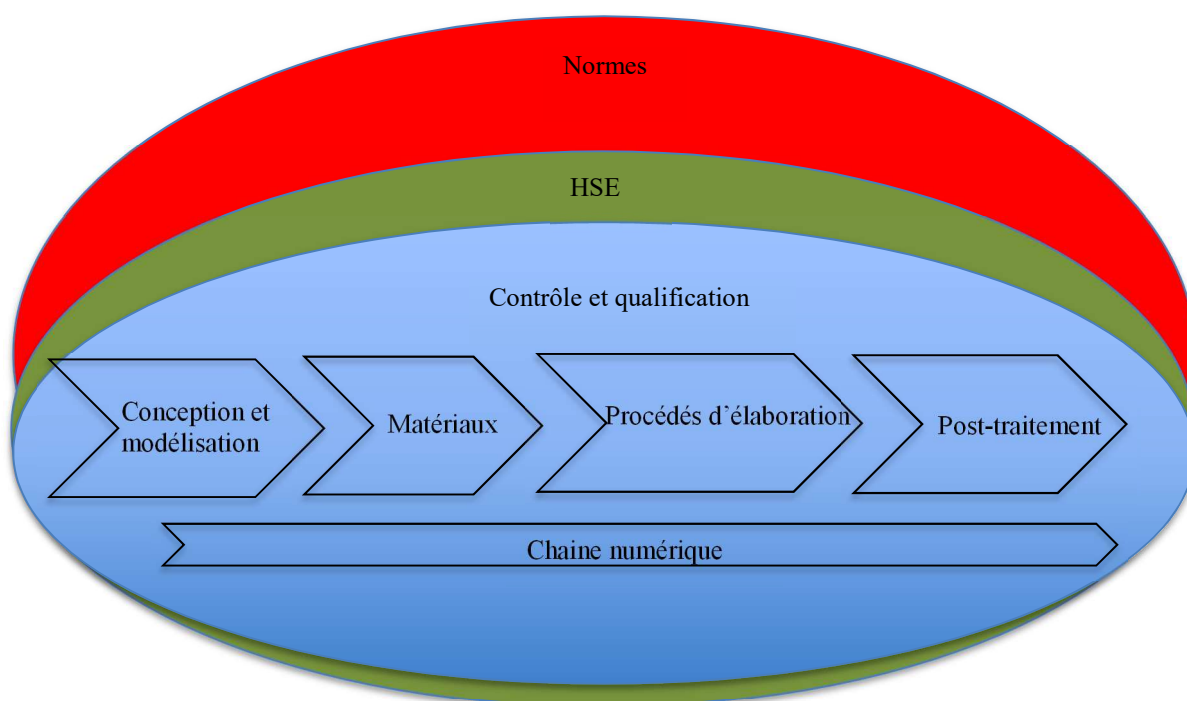 Normes
HSE
Contrôle et qualification
Conception et
modélisation
Matériaux
Procédés d’élaboration
Post-traitement
Chaine numérique